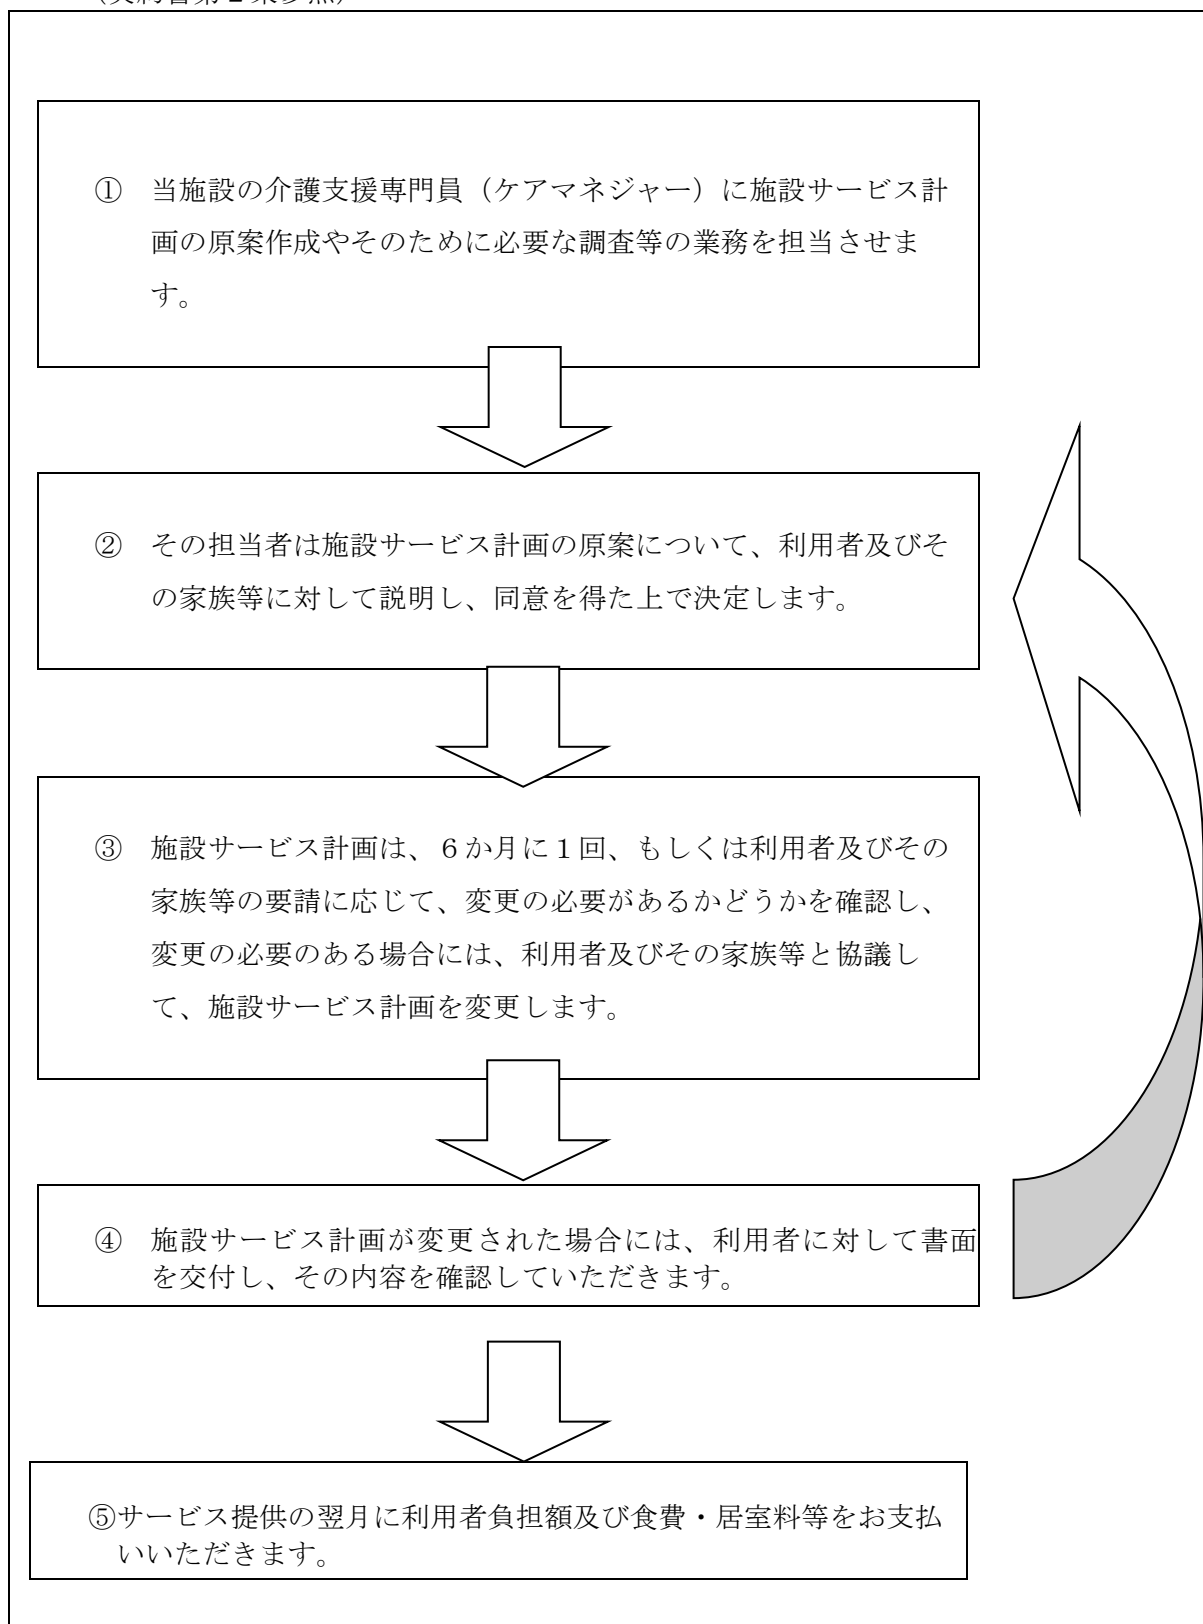 ① 当施設の介護支援専門員（ケアマネジャー）に施設サービス計
画の原案作成やそのために必要な調査等の業務を担当させま
す。
② その担当者は施設サービス計画の原案について、利用者及びそ
の家族等に対して説明し、同意を得た上で決定します。
③ 施設サービス計画は、６か月に１回、もしくは利用者及びその
家族等の要請に応じて、変更の必要があるかどうかを確認し、
変更の必要のある場合には、利用者及びその家族等と協議し
て、施設サービス計画を変更します。
④ 施設サービス計画が変更された場合には、利用者に対して書面
を交付し、その内容を確認していただきます。
⑤サービス提供の翌月に利用者負担額及び食費・居室料等をお支払
いいただきます。